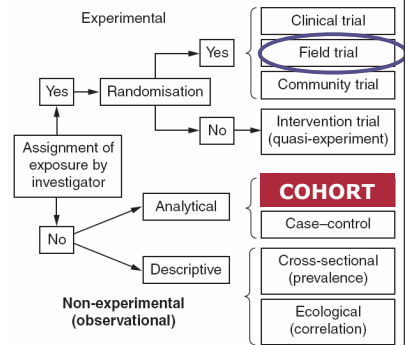 Experimental
Clinical trial
Yes
Field trial
Yes
Randomisation
Community trial
No
Intervention trial
(quasi-experiment)
Assignment of
exposure by
investigator
Analytical
COHORT
Case–control
No
Descriptive
Cross-sectional
(prevalence)
Non-experimental
(observational)
Ecological
(correlation)